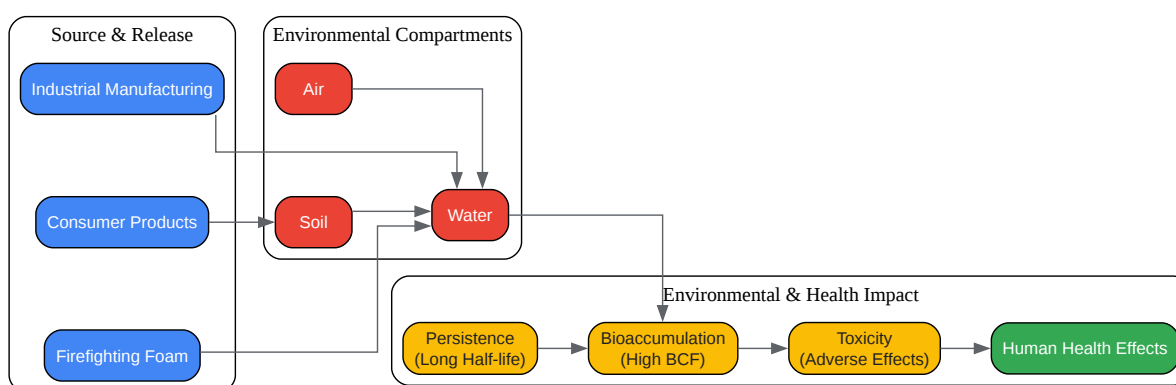 Source & Release
Industrial Manufacturing
Consumer Products
Firefighting Foam
Environmental Compartments
Air
Soil
Water
Environmental & Health Impact
Persistence
(Long Half-life)
Bioaccumulation
(High BCF)
Toxicity
(Adverse Effects)
Human Health Effects